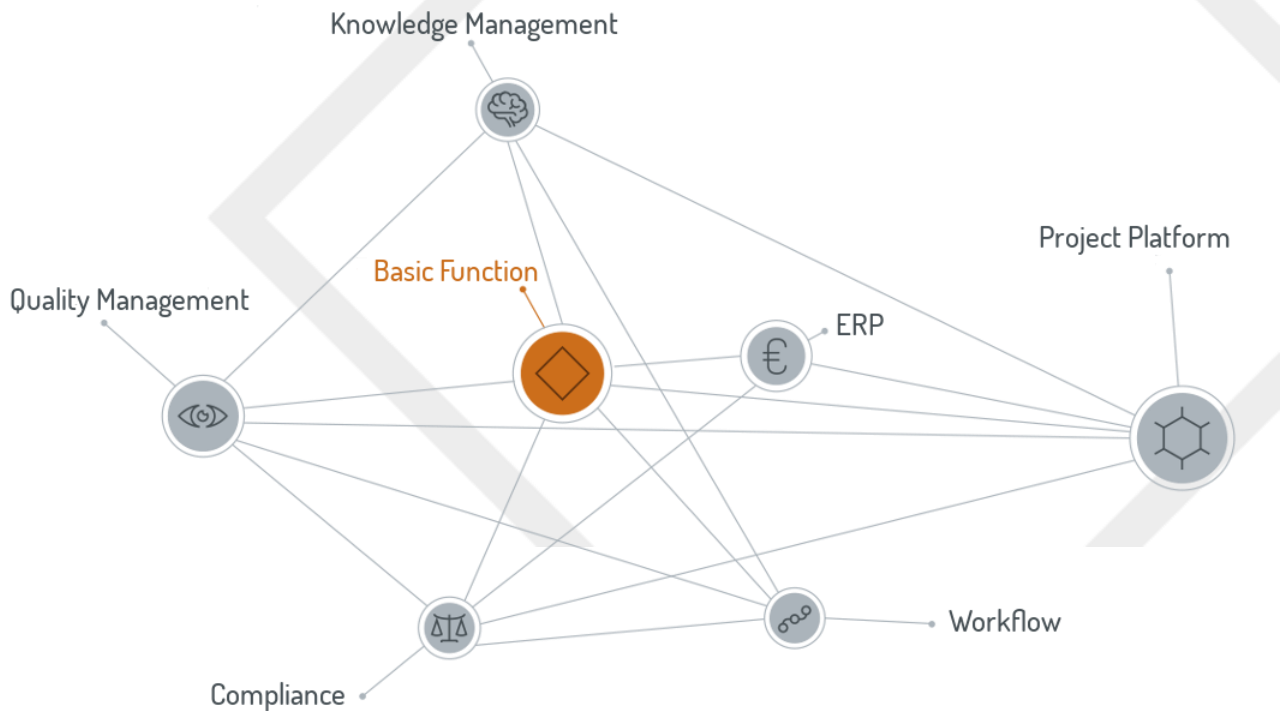 Knowledge Management
Project Platform
Basic Function
Quality Management
ERP
€
Workflow
Compliance